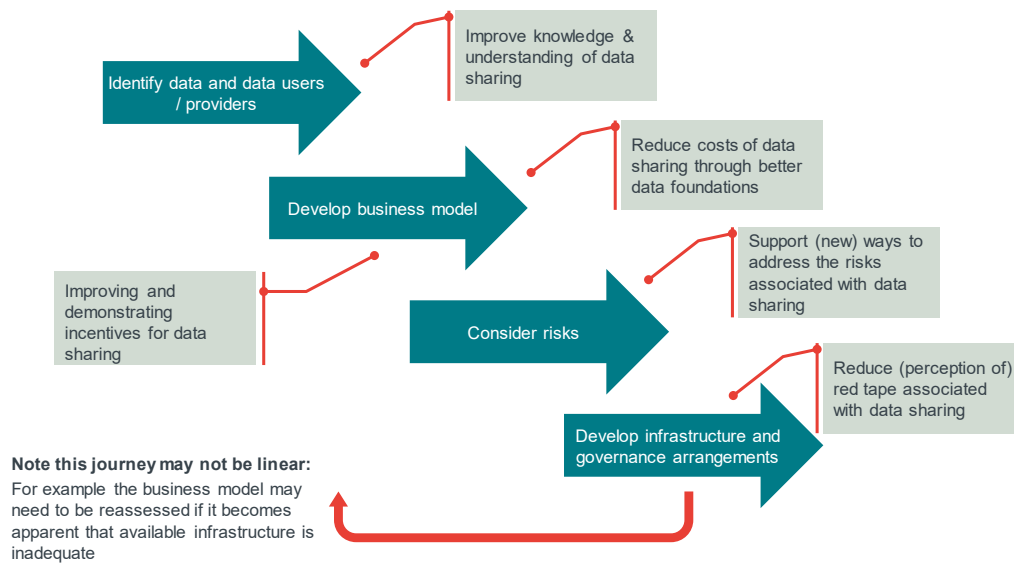 Identify data and data users
/ providers
Improve knowledge &
understanding of data
sharing
Develop business model
Reduce costs of data
sharing through better
data foundations
Improving and
demonstrating
incentives for data
sharing
Consider risks
Support (new) ways to
address the risks
associated with data
sharing
Develop infrastructure and
governance arrangements
Reduce (perception of)
red tape associated
with data sharing
Note this journey may not be linear:
For example the business model may
need to be reassessed if it becomes
apparent that available infrastructure is
inadequate